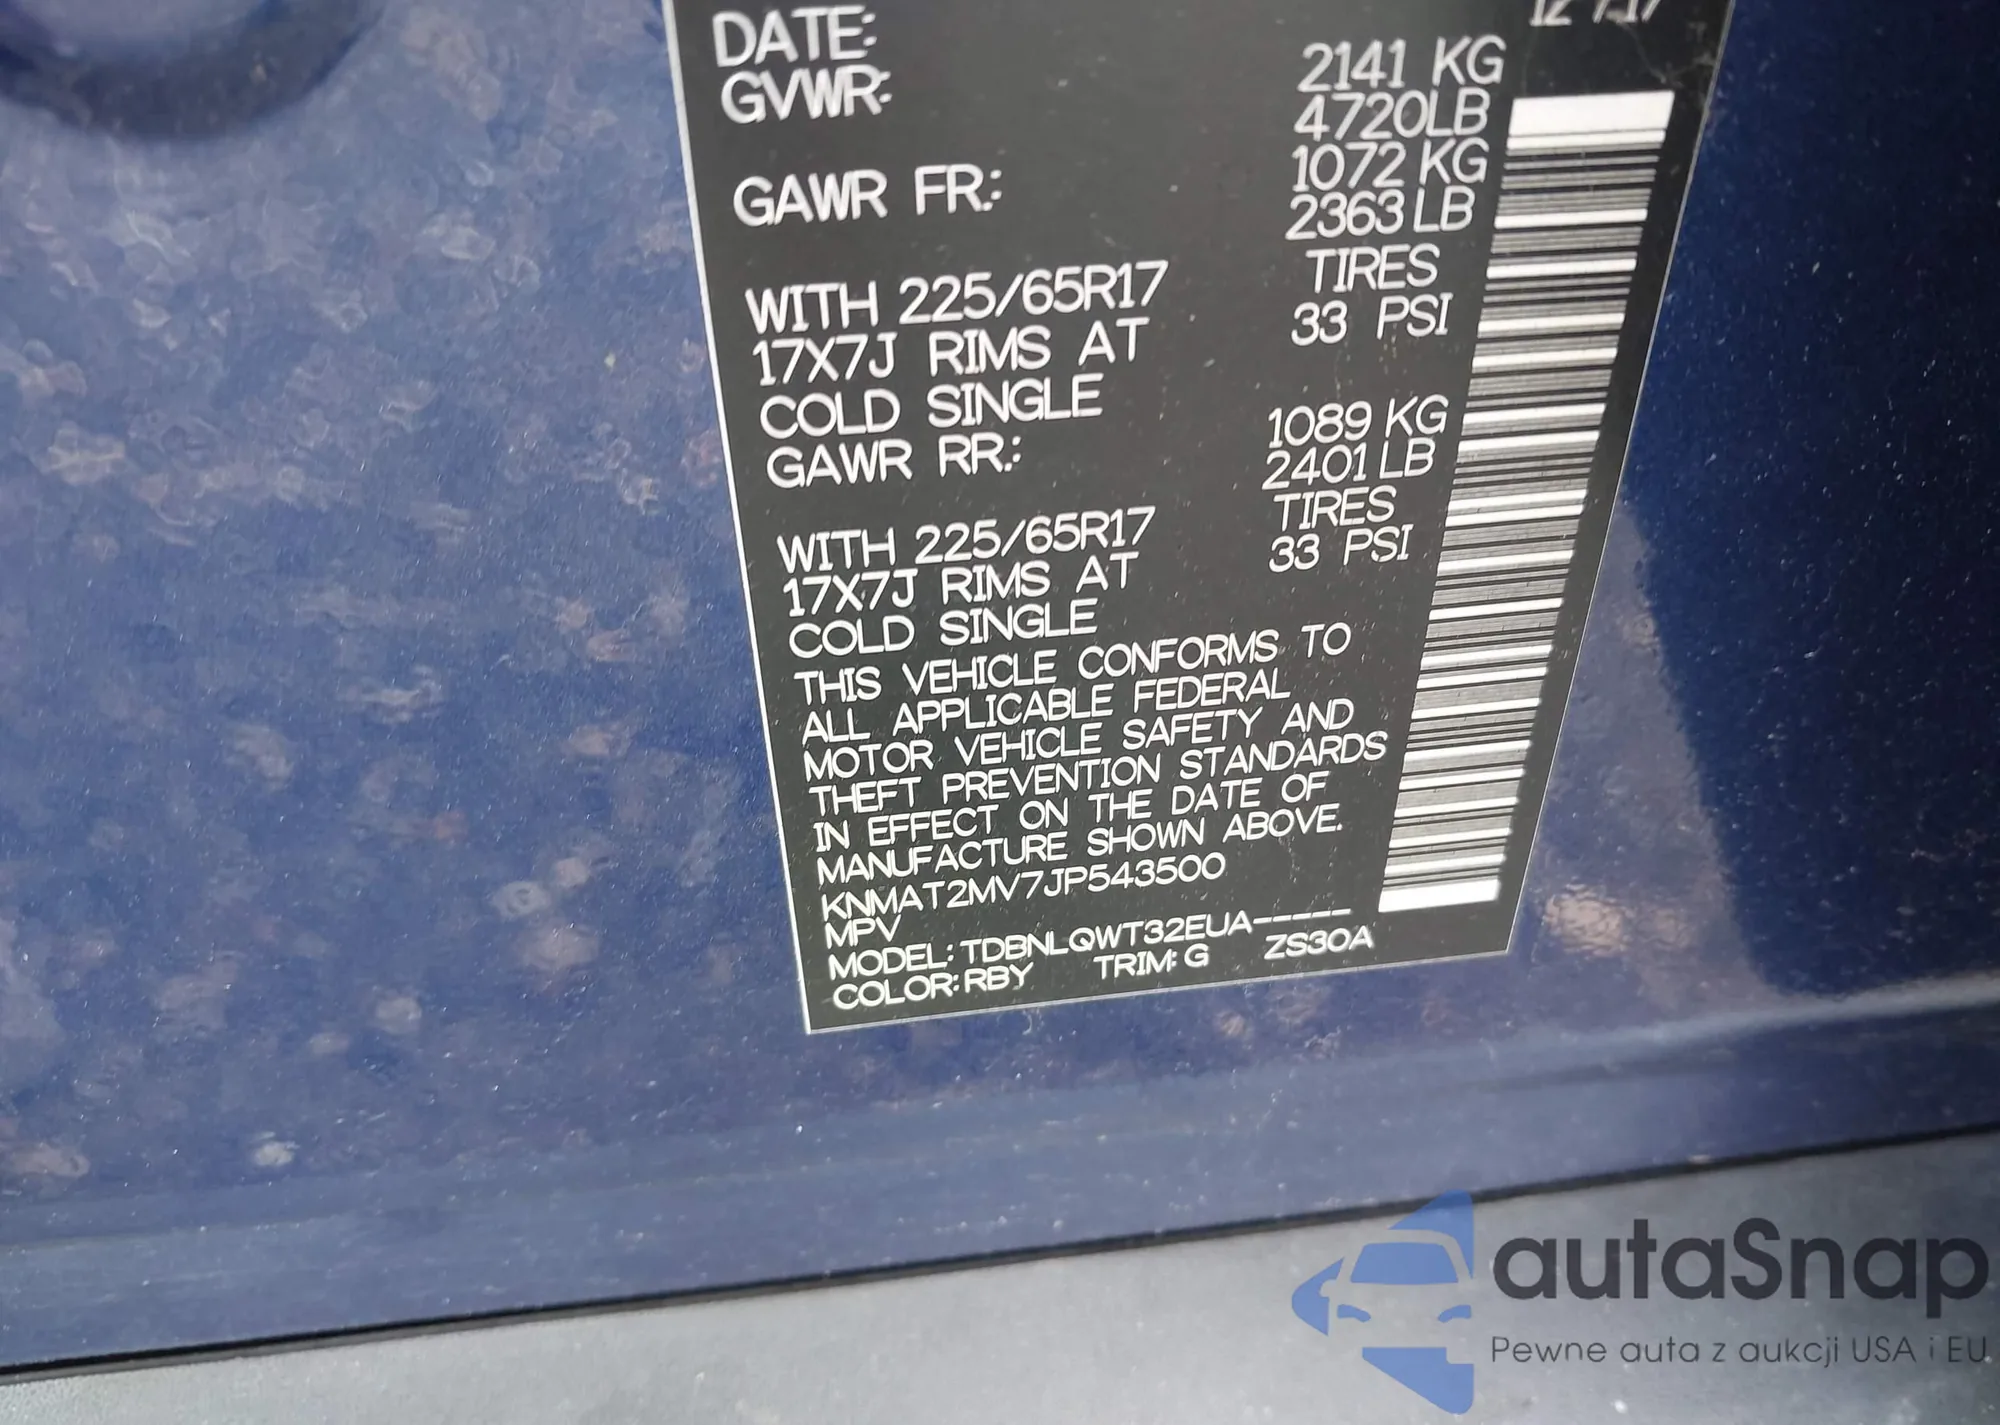 DATE: 12 / 17
GVWR: 2141 KG
4720LB
GAWR FR.: 1072 KG
2363 LB
WITH 225/65R17 TIRES
17X7J RIMS AT 33 PSI
COLD SINGLE
GAWR RR.: 1089 KG
2401 LB
WITH 225/65R17 TIRES
17X7J RIMS AT 33 PSI
COLD SINGLE
THIS VEHICLE CONFORMS TO
ALL APPLICABLE FEDERAL
MOTOR VEHICLE SAFETY AND
THEFT PREVENTION STANDARDS
IN EFFECT ON THE DATE OF
MANUFACTURE SHOWN ABOVE.
KNMAT2MV7JP543500
MPV
MODEL: TDBNLQWT32EUA-----
COLOR: RBY TRIM: G ZS30A
autaSnap
Pewne auta z aukcji USA i EU